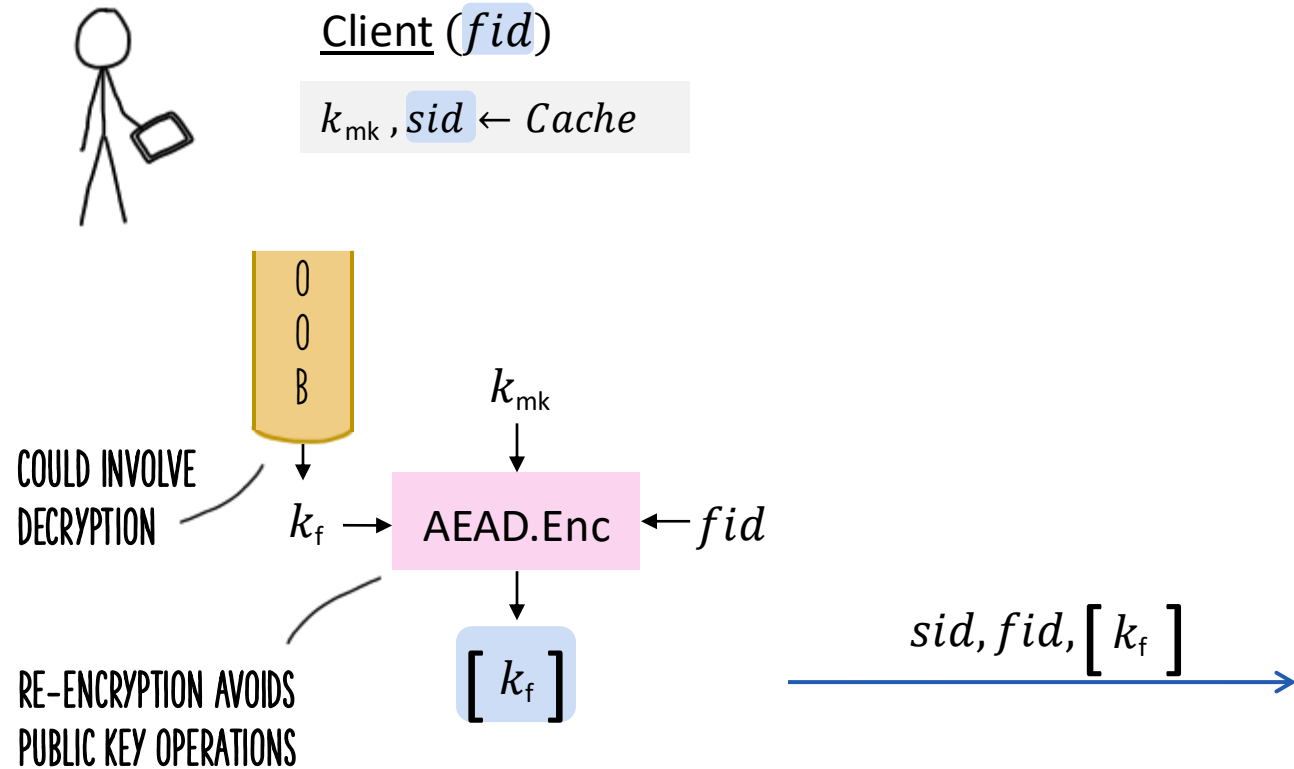 Client (fid)
k_mk , sid ← Cache
O
O
B
k_mk
COULD INVOLVE
DECRYPTION
k_f
AEAD.Enc
fid
[ k_f ]
sid, fid, [ k_f ]
RE-ENCRYPTION AVOIDS
PUBLIC KEY OPERATIONS